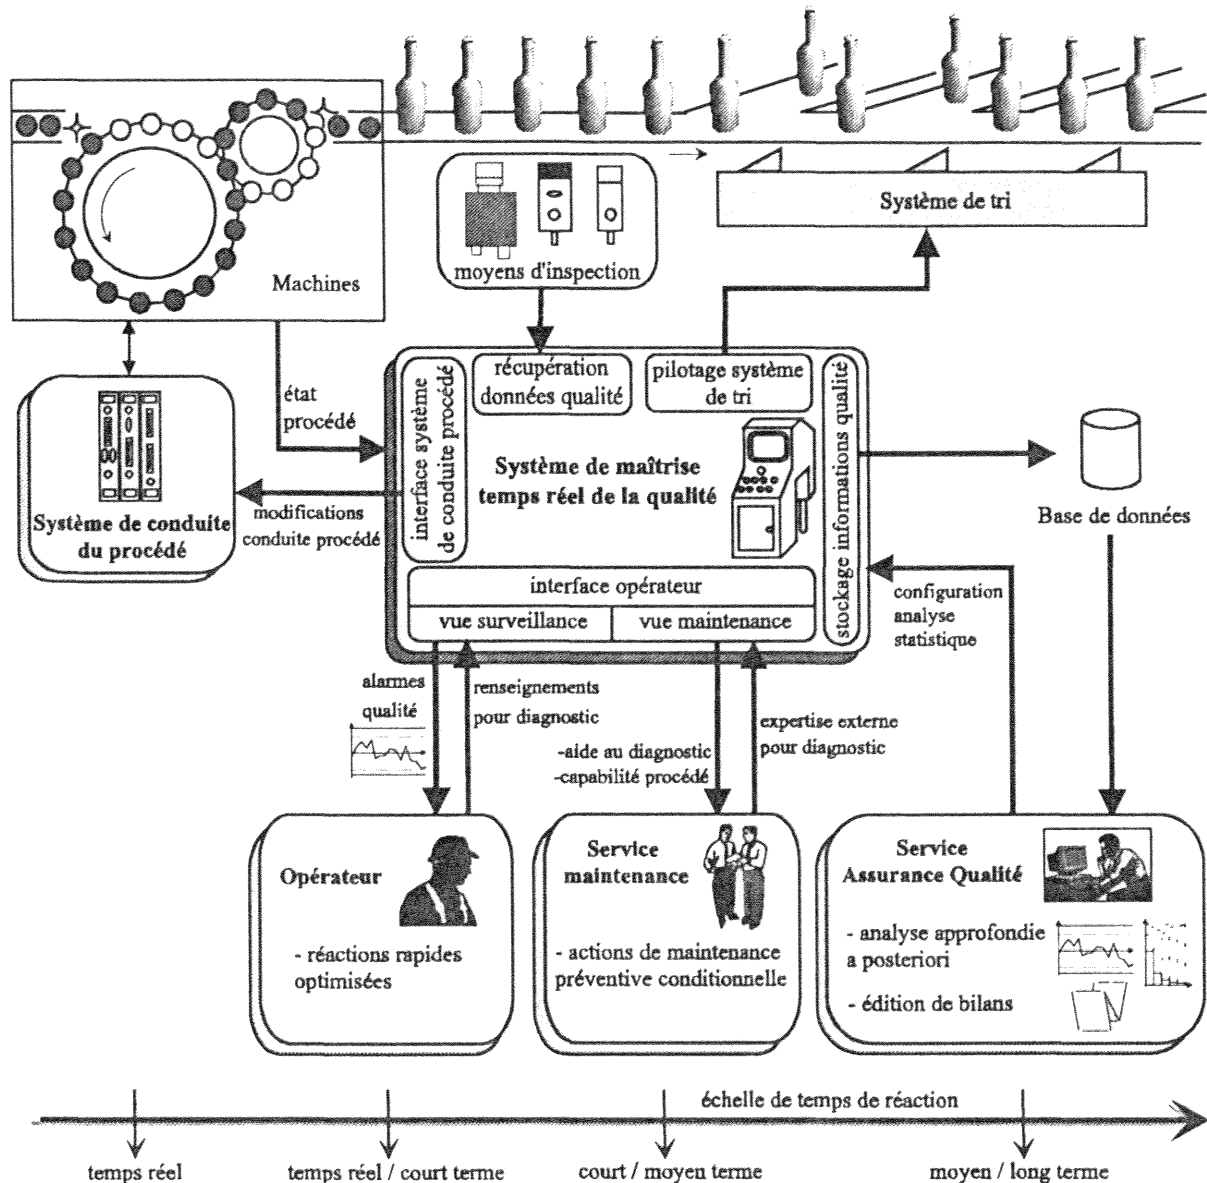 Système de tri
moyens d'inspection
Machines
récupération
données qualité
pilotage système
de tri
interface système
de conduite procédé
stockage informations qualité
état
procédé
Système de maîtrise
temps réel de la qualité
Système de conduite
du procédé
modifications
conduite procédé
Base de données
interface opérateur
vue surveillance
vue maintenance
configuration
analyse
statistique
alarmes
qualité
renseignements
pour diagnostic
-aide au diagnostic
-capabilité procédé
expertise externe
pour diagnostic
Opérateur
- réactions rapides
optimisées
Service
maintenance
- actions de maintenance
préventive conditionnelle
Service
Assurance Qualité
- analyse approfondie
a posteriori
- édition de bilans
échelle de temps de réaction
temps réel
temps réel / court terme
court / moyen terme
moyen / long terme